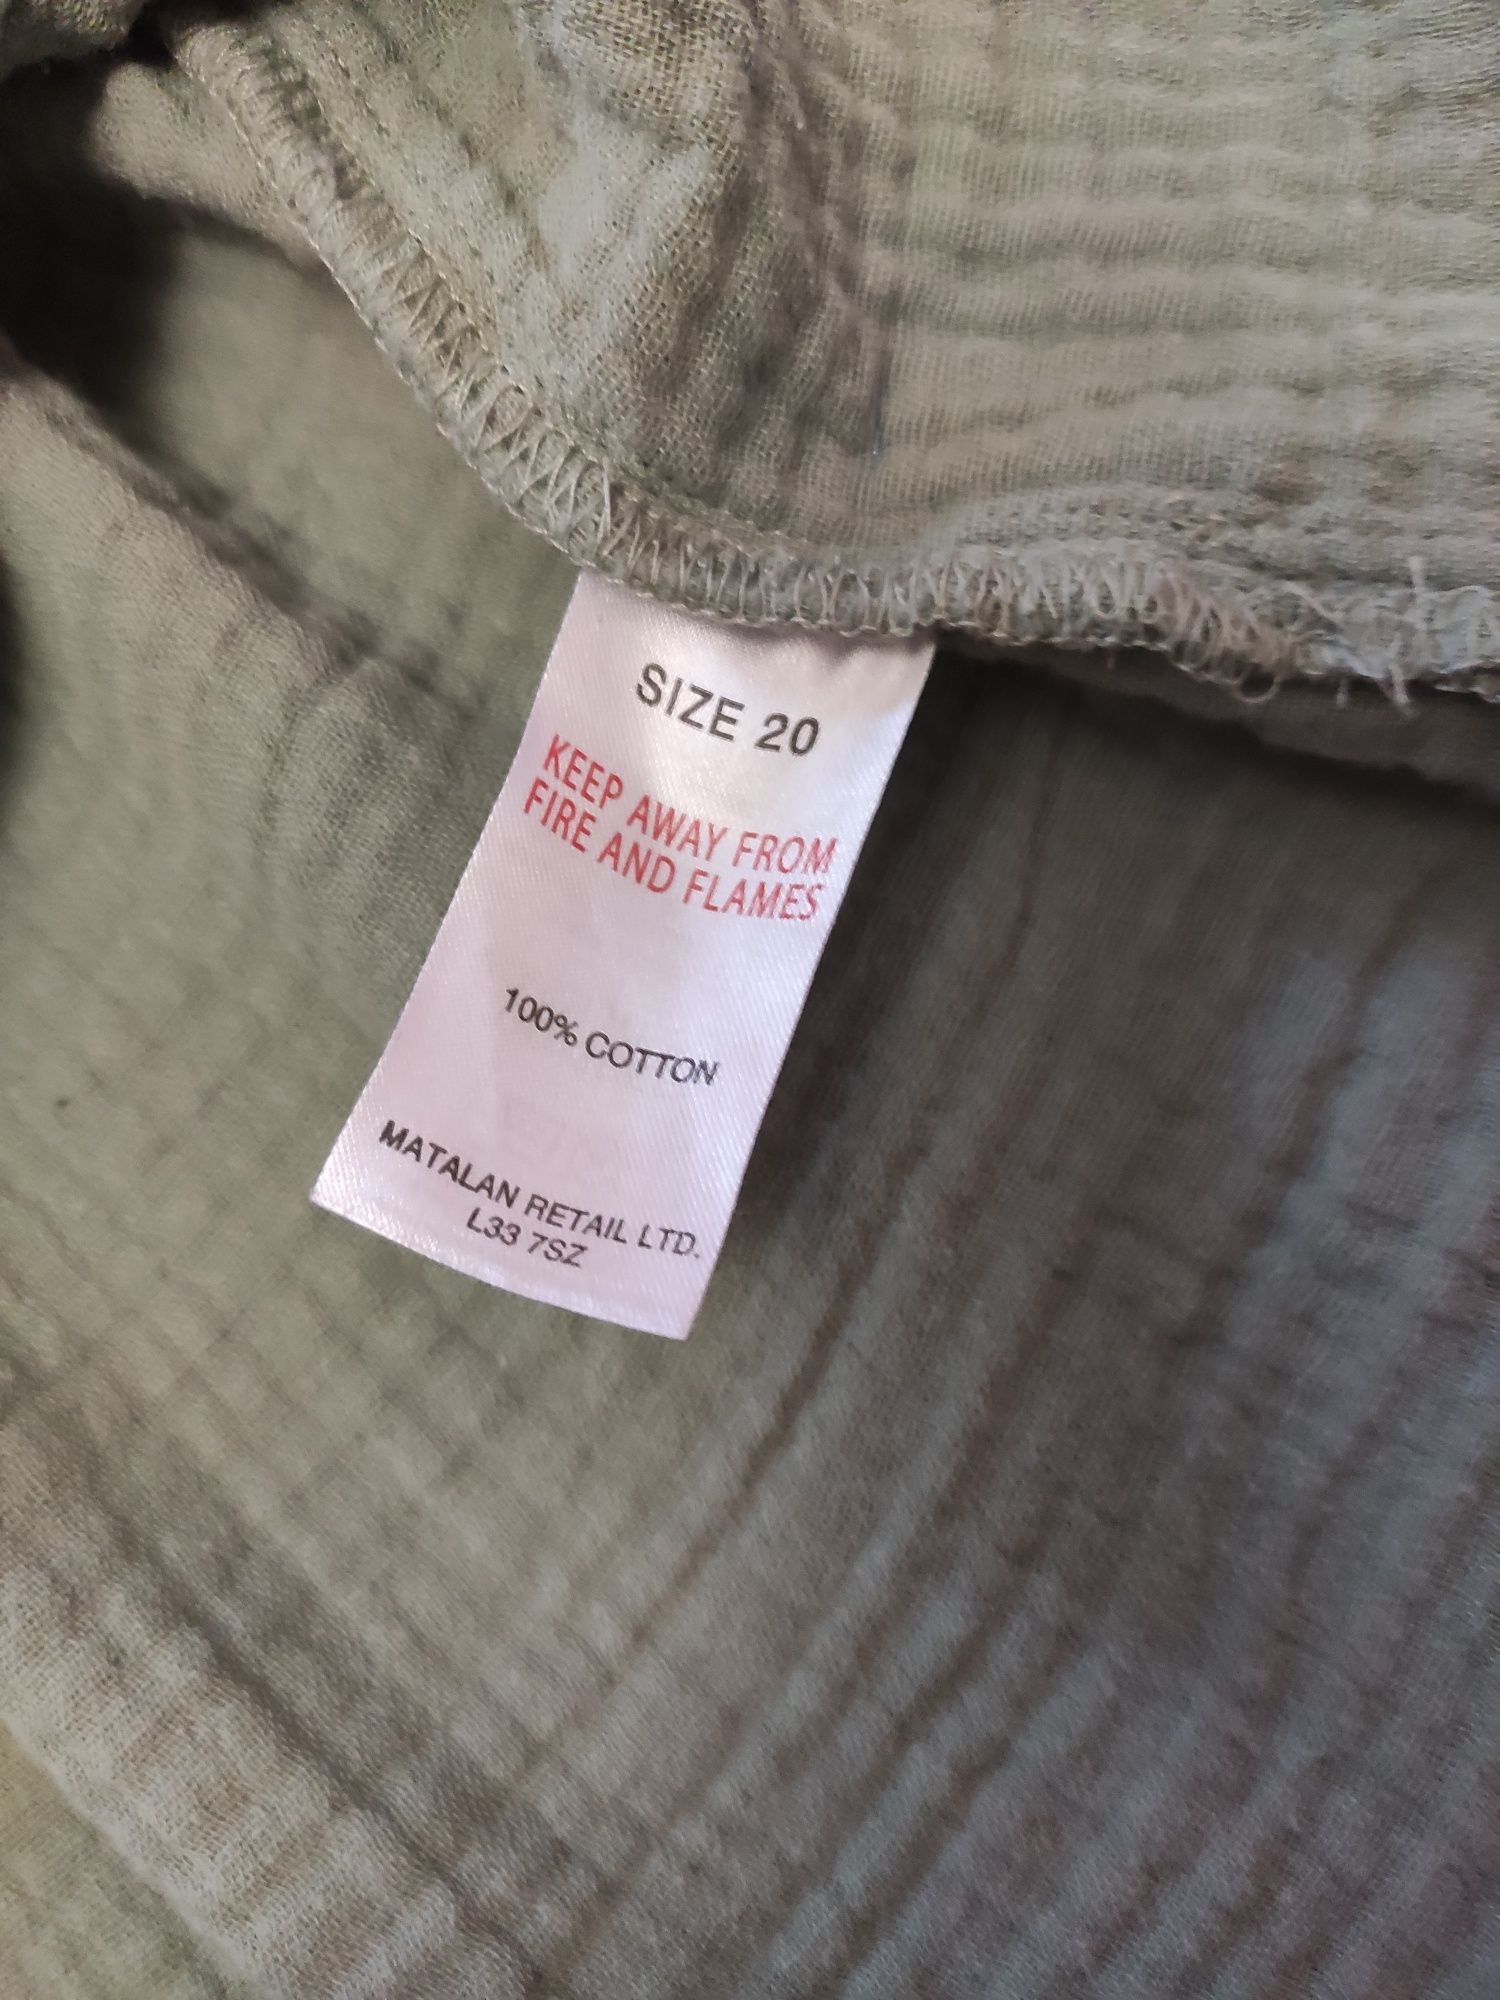 SIZE 20
KEEP AWAY FROM
FIRE AND FLAMES
100% COTTON
MATALAN RETAIL LTD.
L33 7SZ